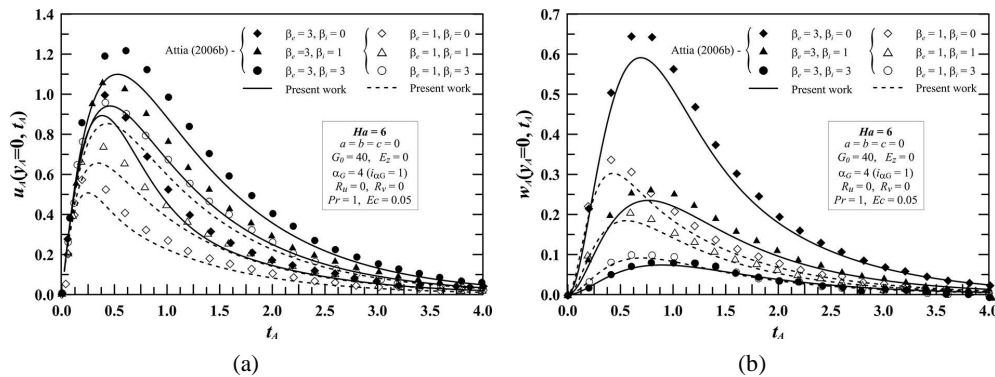 1.4
1.2
1.0
0.8
0.6
0.4
0.2
0.0
u_A(y_A=0, t_A)
Attia (2006b) -
β_e = 3, β_i = 0
β_e =3, β_i = 1
β_e = 3, β_i = 3
Present work
β_e = 1, β_i = 0
β_e = 1, β_i = 1
β_e = 1, β_i = 3
Present work
Ha = 6
a = b = c = 0
G_0 = 40, E_z = 0
α_G = 4 (i_{αG} = 1)
R_u = 0, R_v = 0
Pr = 1, Ec = 0.05
0.0 0.5 1.0 1.5 2.0 2.5 3.0 3.5 4.0
t_A
(a)
0.7
0.6
0.5
0.4
0.3
0.2
0.1
0.0
w_A(y_A=0, t_A)
Attia (2006b) -
β_e = 3, β_i = 0
β_e =3, β_i = 1
β_e = 3, β_i = 3
Present work
β_e = 1, β_i = 0
β_e = 1, β_i = 1
β_e = 1, β_i = 3
Present work
Ha = 6
a = b = c = 0
G_0 = 40, E_z = 0
α_G = 4 (i_{αG} = 1)
R_u = 0, R_v = 0
Pr = 1, Ec = 0.05
0.0 0.5 1.0 1.5 2.0 2.5 3.0 3.5 4.0
t_A
(b)